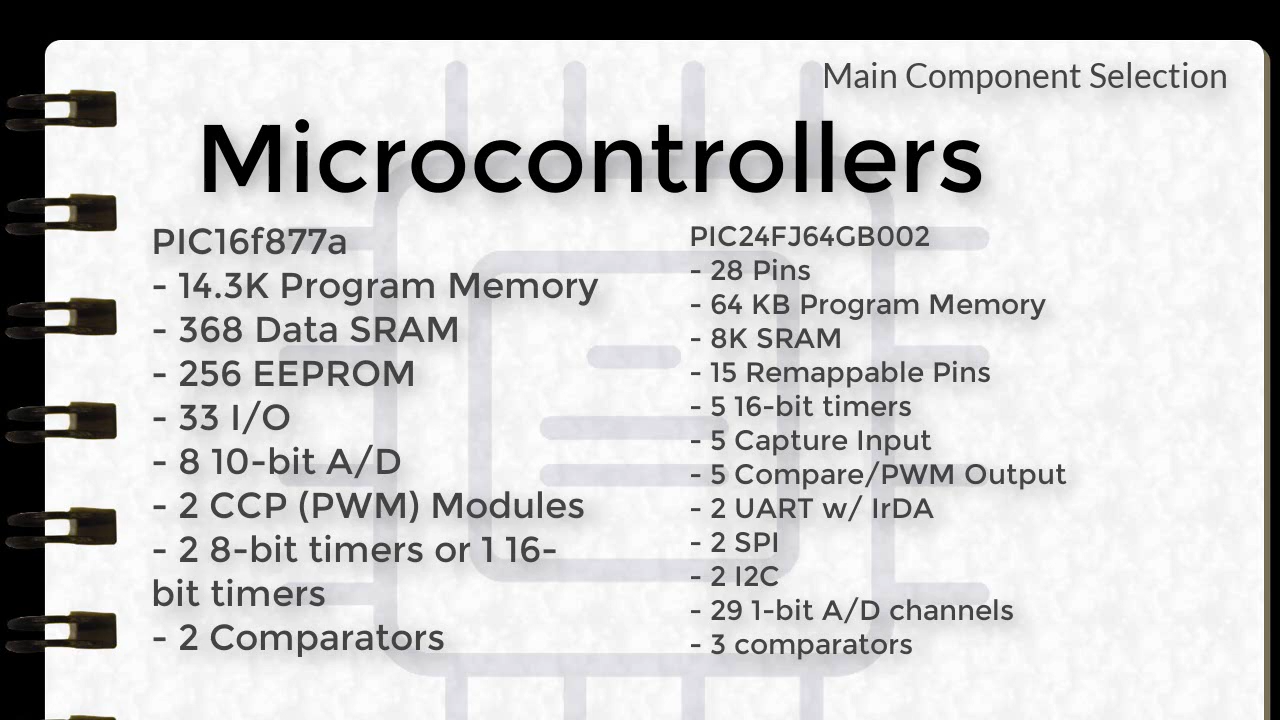 Main Component Selection
Microcontrollers
PIC16f877a
- 14.3K Program Memory
- 368 Data SRAM
- 256 EEPROM
- 33 I/O
- 8 10-bit A/D
- 2 CCP (PWM) Modules
- 2 8-bit timers or 1 16-
bit timers
- 2 Comparators
PIC24FJ64GB002
- 28 Pins
- 64 KB Program Memory
- 8K SRAM
- 15 Remappable Pins
- 5 16-bit timers
- 5 Capture Input
- 5 Compare/PWM Output
- 2 UART w/ IrDA
- 2 SPI
- 2 I2C
- 29 1-bit A/D channels
- 3 comparators